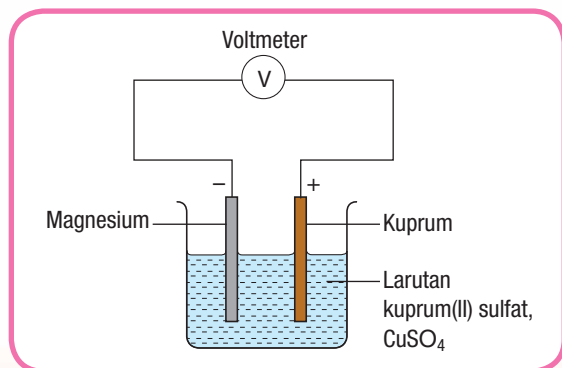 Voltmeter
V
− +
Magnesium
Kuprum
Larutan
kuprum(II) sulfat,
CuSO₄